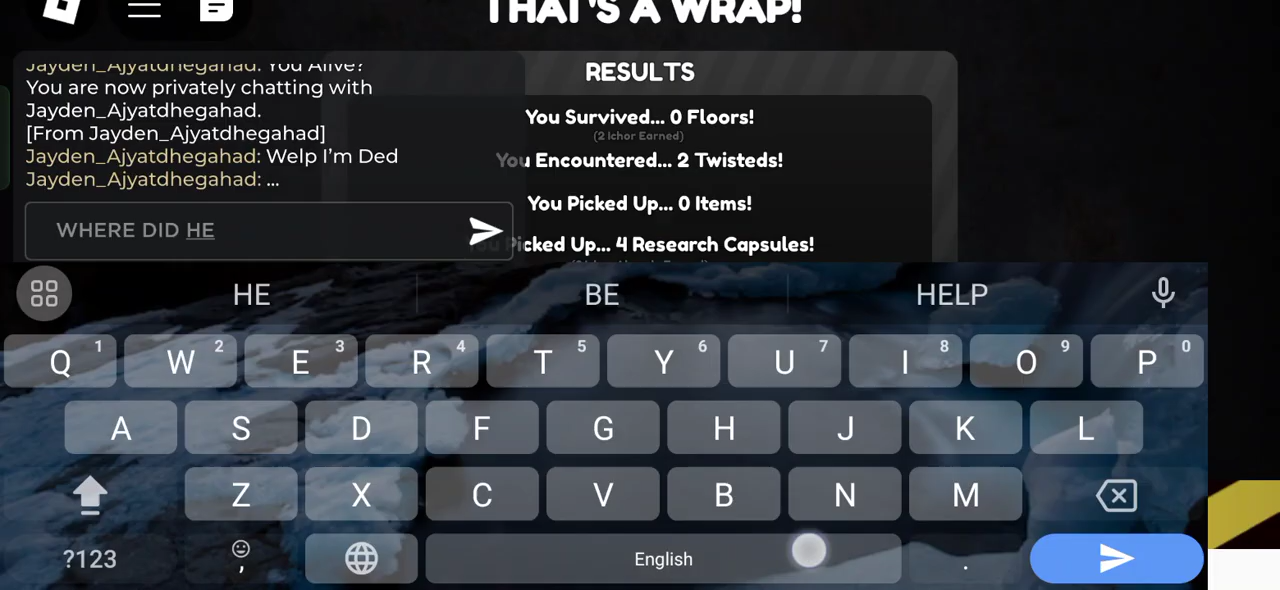 THAT'S A WRAP!
Jayden_Ajyatdhegahad: You Alive?
You are now privately chatting with
Jayden_Ajyatdhegahad.
[From Jayden_Ajyatdhegahad]
Jayden_Ajyatdhegahad: Welp I'm Ded
Jayden_Ajyatdhegahad: ...
WHERE DID HE
RESULTS
You Survived... 0 Floors!
(2 Ichor Earned)
You Encountered... 2 Twisteds!
You Picked Up... 0 Items!
Picked Up... 4 Research Capsules!
HE BE HELP
Q 1 W 2 E 3 R 4 T 5 Y 6 U 7 I 8 O 9 P 0
A S D F G H J K L
Z X C V B N M
?123 , English .